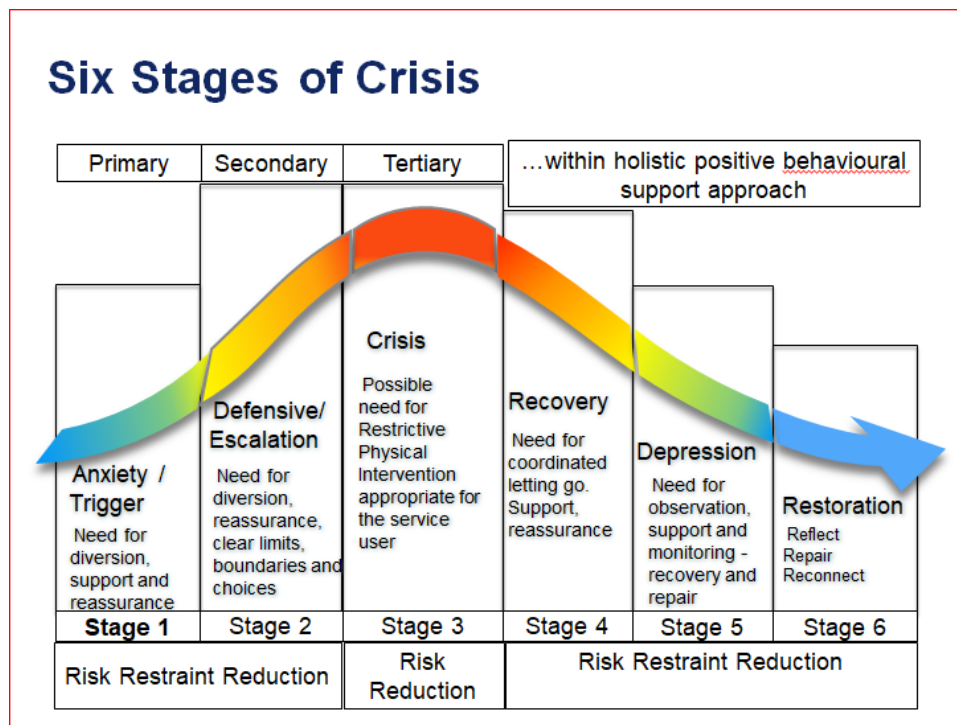 Six Stages of Crisis
Primary
Secondary
Tertiary
…within holistic positive behavioural
support approach
Anxiety /
Trigger
Need for
diversion,
support and
reassurance
Defensive/
Escalation
Need for
diversion,
reassurance,
clear limits,
boundaries and
choices
Crisis
Possible
need for
Restrictive
Physical
Intervention
appropriate for
the service
user
Recovery
Need for
coordinated
letting go.
Support,
reassurance
Depression
Need for
observation,
support and
monitoring -
recovery and
repair
Restoration
Reflect
Repair
Reconnect
Stage 1
Stage 2
Stage 3
Stage 4
Stage 5
Stage 6
Risk Restraint Reduction
Risk
Reduction
Risk Restraint Reduction